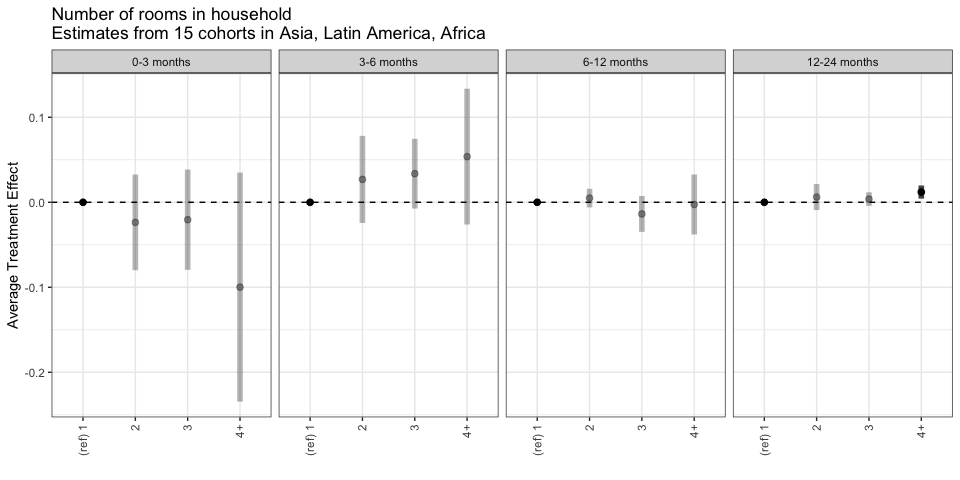 Number of rooms in household
Estimates from 15 cohorts in Asia, Latin America, Africa
0-3 months
3-6 months
6-12 months
12-24 months
Average Treatment Effect
0.1
0.0
-0.1
-0.2
(ref) 1
2
3
4+
(ref) 1
2
3
4+
(ref) 1
2
3
4+
(ref) 1
2
3
4+